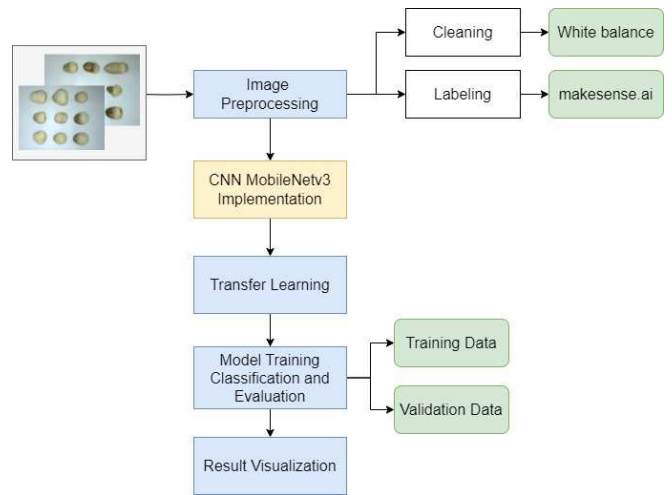 Cleaning
White balance
Image
Preprocessing
Labeling
makesense.ai
CNN MobileNetv3
Implementation
Transfer Learning
Model Training
Classification and
Evaluation
Training Data
Validation Data
Result Visualization